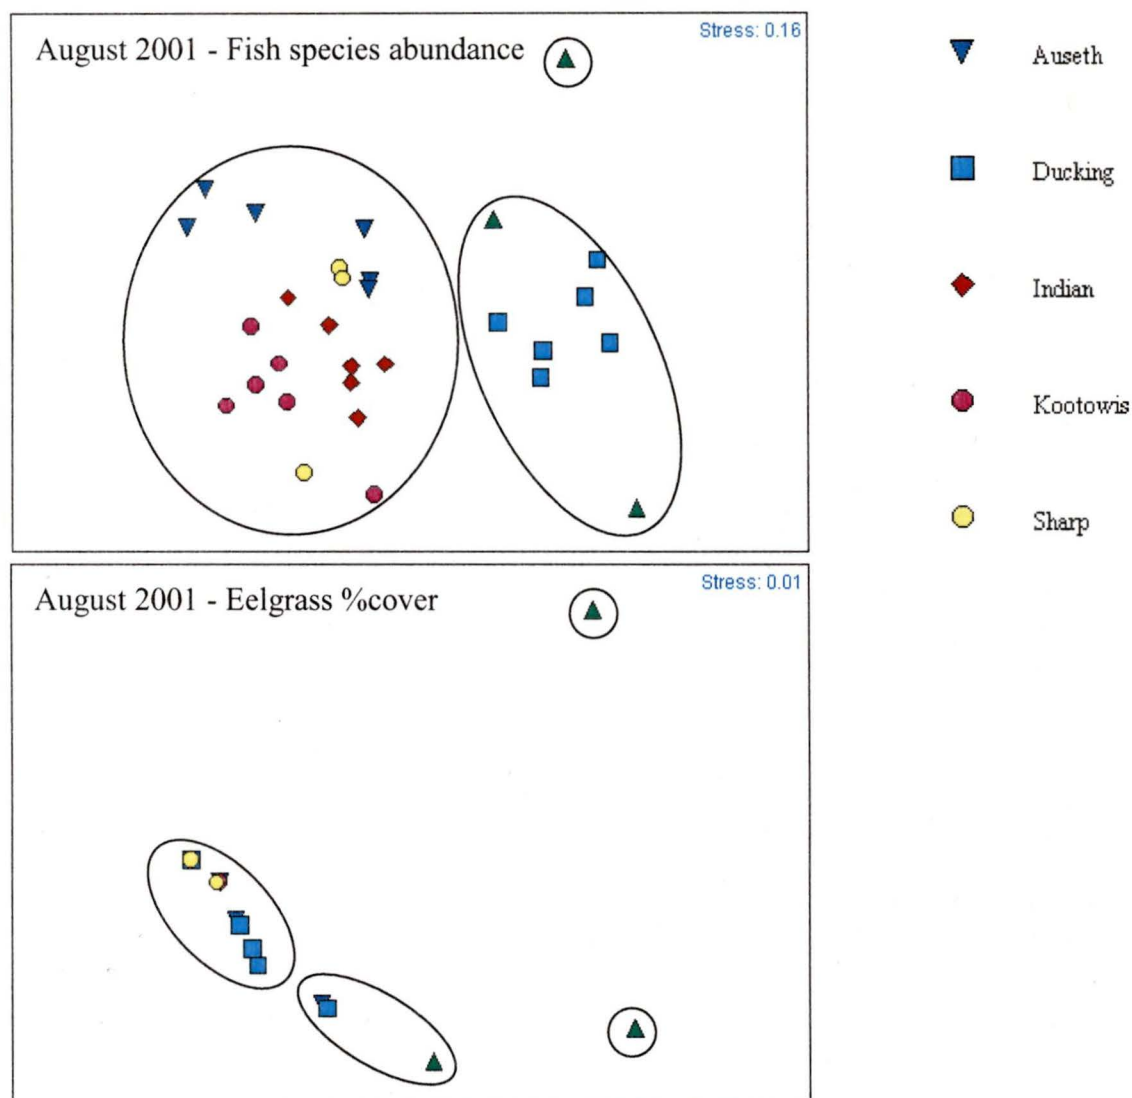 August 2001 - Fish species abundance
Stress: 0.16
Auseth
Ducking
Indian
Kootowis
Sharp
August 2001 - Eelgrass %cover
Stress: 0.01